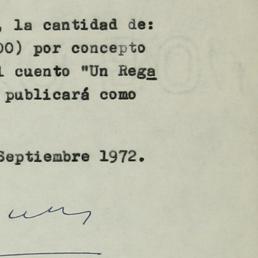 , la cantidad de:
00) por concepto
l cuento "Un Rega
publicará como
Septiembre 1972.